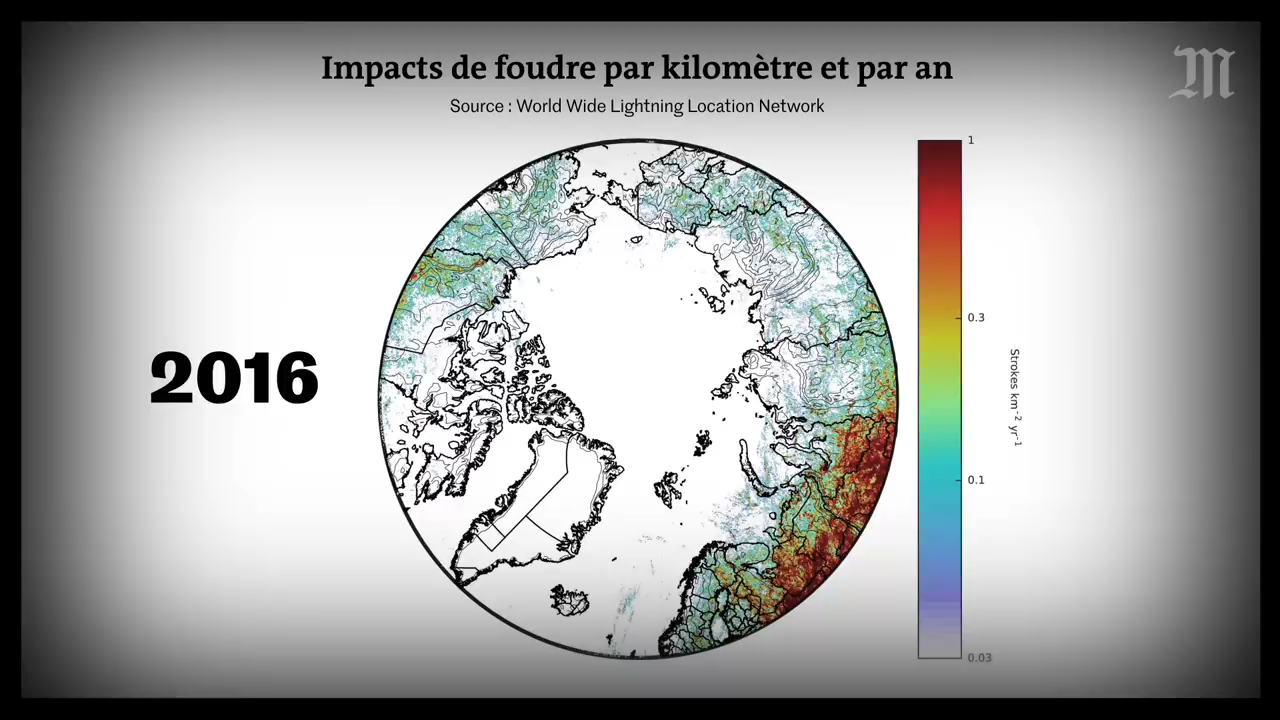 Impacts de foudre par kilomètre et par an
Source : World Wide Lightning Location Network
M
2016
1
0.3
0.1
0.03
Strokes km⁻² yr⁻¹